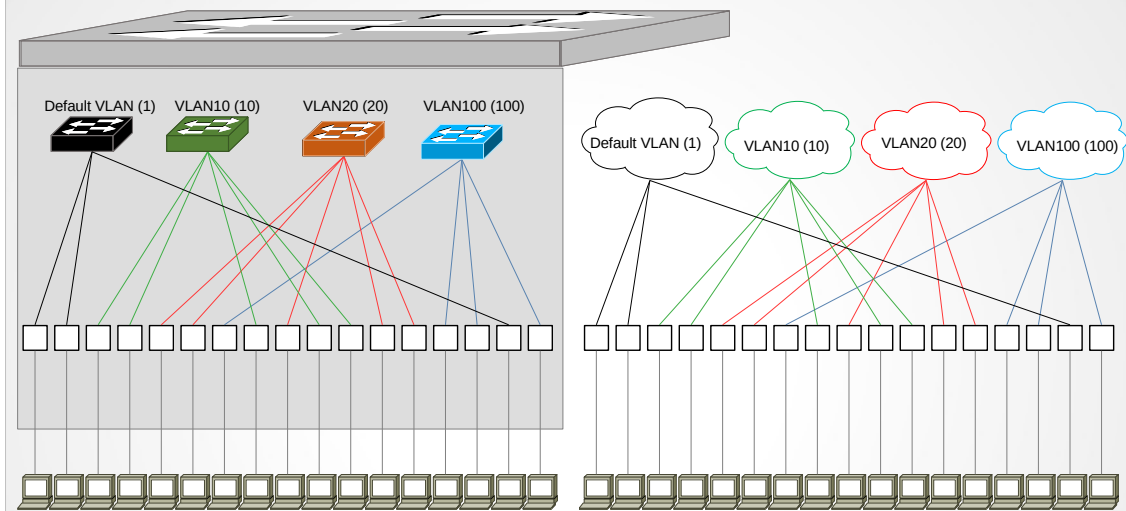 Default VLAN (1)
VLAN10 (10)
VLAN20 (20)
VLAN100 (100)
Default VLAN (1)
VLAN10 (10)
VLAN20 (20)
VLAN100 (100)